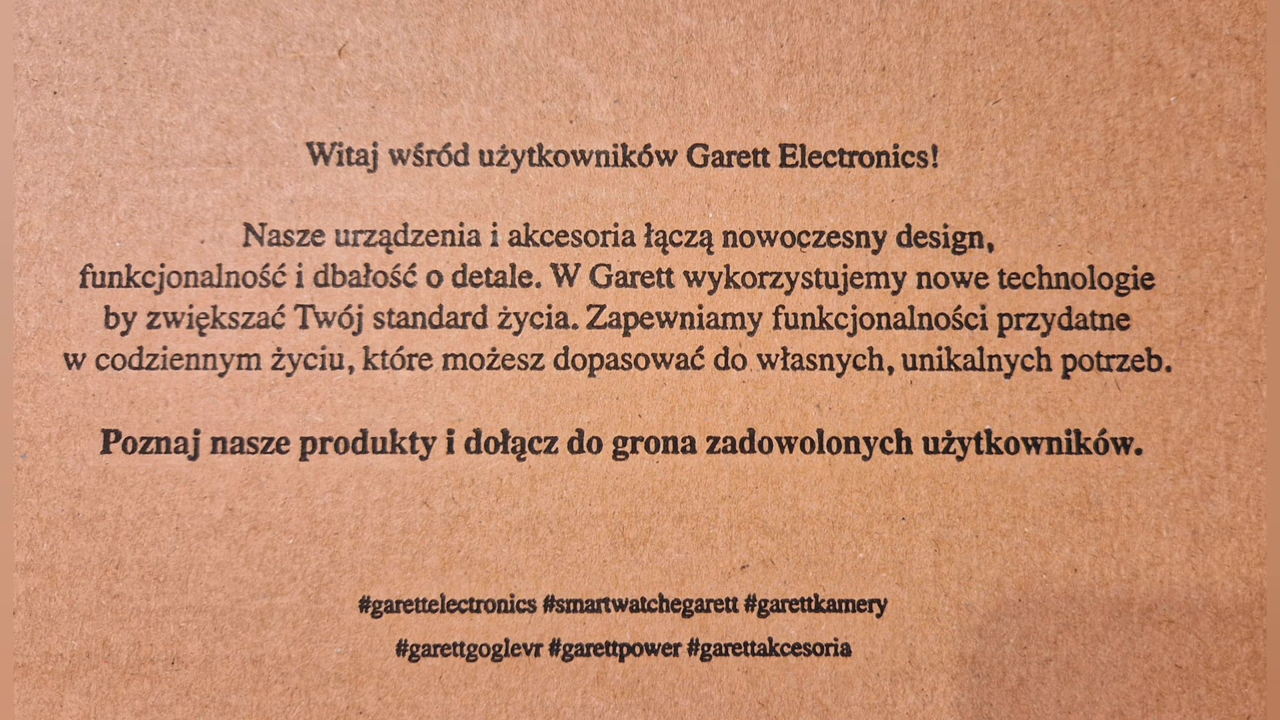 Witaj wśród użytkowników Garett Electronics!
Nasze urządzenia i akcesoria łączą nowoczesny design,
funkcjonalność i dbałość o detale. W Garett wykorzystujemy nowe technologie
by zwiększać Twój standard życia. Zapewniamy funkcjonalności przydatne
w codziennym życiu, które możesz dopasować do własnych, unikalnych potrzeb.
Poznaj nasze produkty i dołącz do grona zadowolonych użytkowników.
#garettelectronics #smartwatchegarett #garettkamery
#garettgoglevr #garettpower #garettakcesoria